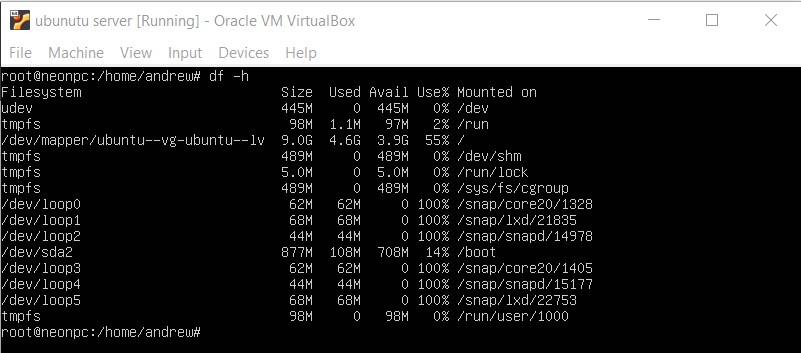 ubunutu server [Running] - Oracle VM VirtualBox
File Machine View Input Devices Help
root@neonpc:/home/andrew# df -h
Filesystem Size Used Avail Use% Mounted on
udev 445M 0 445M 0% /dev
tmpfs 98M 1.1M 97M 2% /run
/dev/mapper/ubuntu--vg-ubuntu--lv 9.0G 4.6G 3.9G 55% /
tmpfs 489M 0 489M 0% /dev/shm
tmpfs 5.0M 0 5.0M 0% /run/lock
tmpfs 489M 0 489M 0% /sys/fs/cgroup
/dev/loop0 62M 62M 0 100% /snap/core20/1328
/dev/loop1 68M 68M 0 100% /snap/lxd/21835
/dev/loop2 44M 44M 0 100% /snap/snapd/14978
/dev/sda2 877M 108M 708M 14% /boot
/dev/loop3 62M 62M 0 100% /snap/core20/1405
/dev/loop4 44M 44M 0 100% /snap/snapd/15177
/dev/loop5 68M 68M 0 100% /snap/lxd/22753
tmpfs 98M 0 98M 0% /run/user/1000
root@neonpc:/home/andrew#